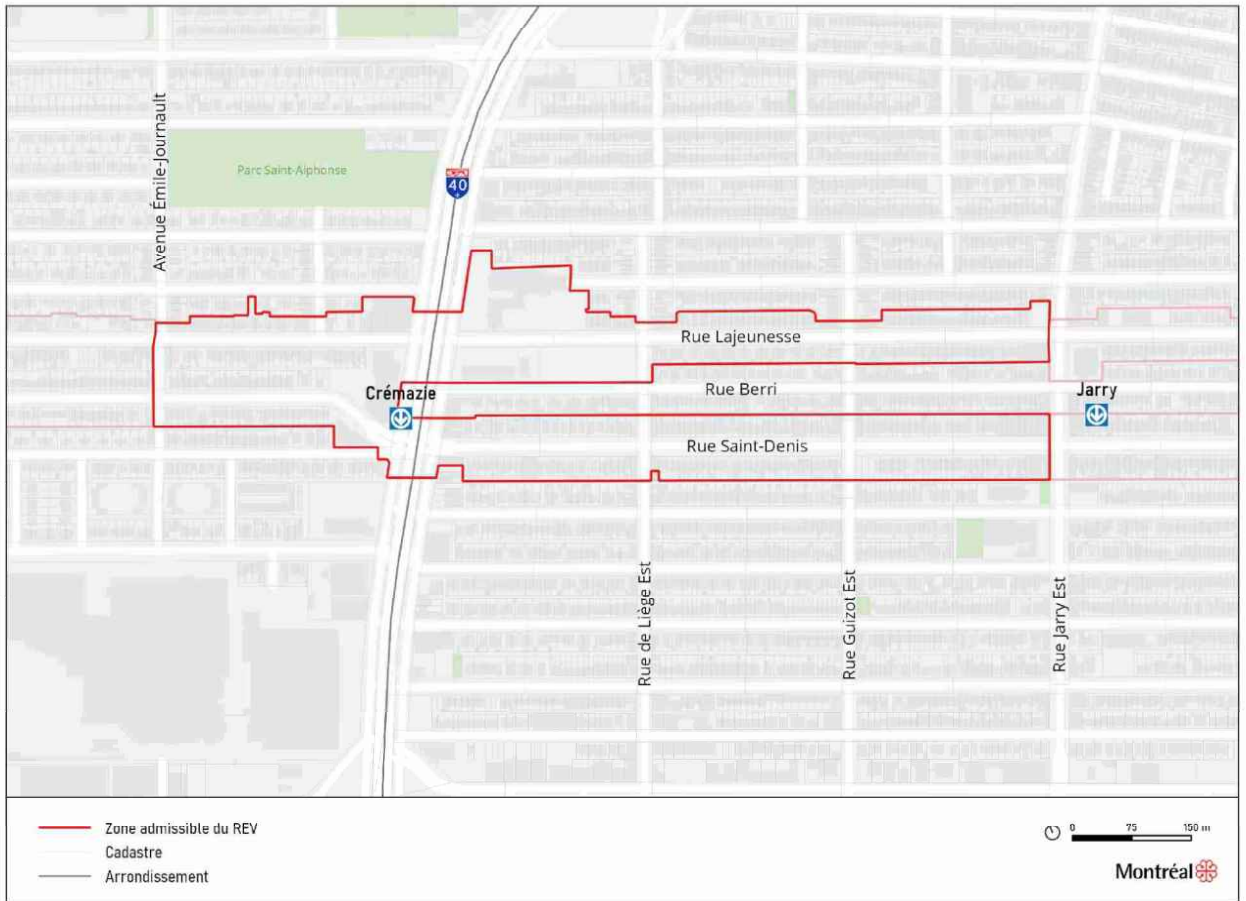 Avenue Émile-Journault
Parc Saint-Alphonse
40
Rue Lajeunesse
Crémazie
Rue Berri
Jarry
Rue Saint-Denis
Rue de Liège Est
Rue Guizot Est
Rue Jarry Est
Zone admissible du REV
Cadastre
Arrondissement
0 75 150 m
Montréal